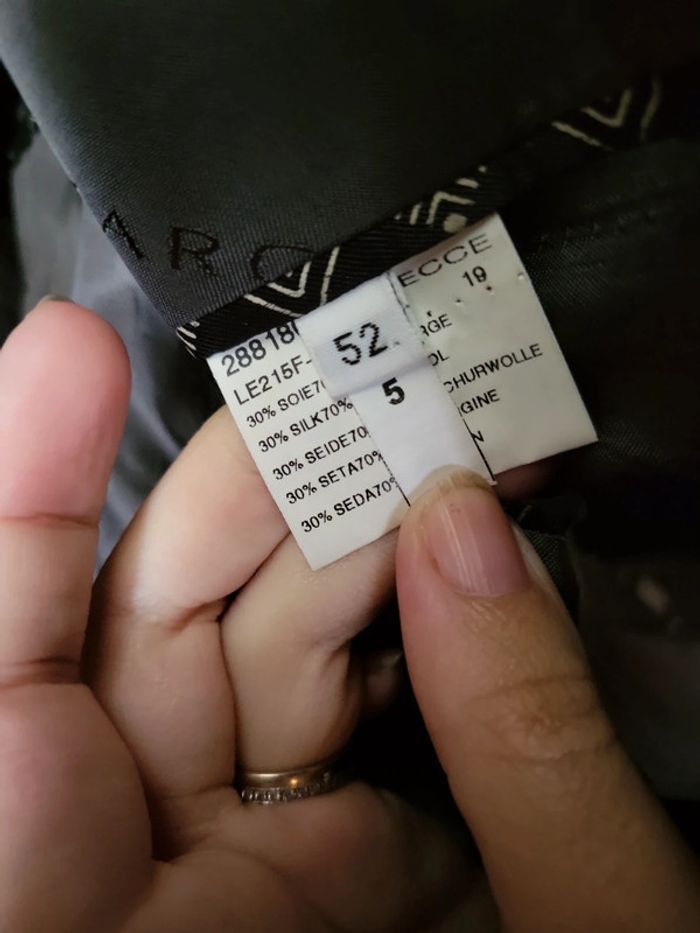 ARC
28818
ECCE
LE215F-
19
30% SOIE70
RGE
30% SILK70%
OL
30% SEIDE70
CHURWOLLE
30% SETA70%
GINE
30% SEDA70%
N
52
5